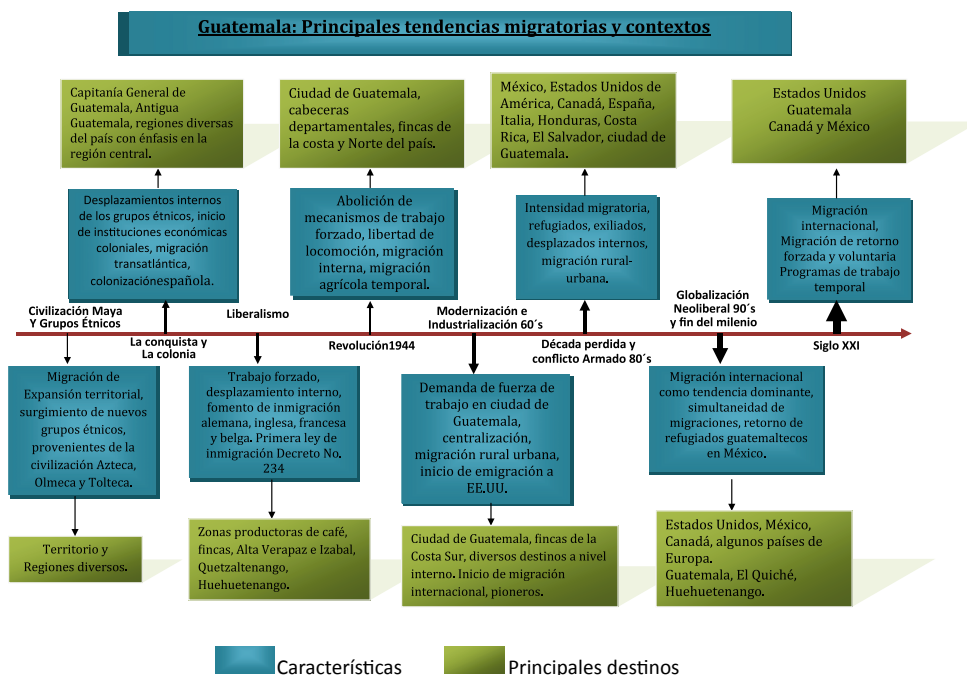 Guatemala: Principales tendencias migratorias y contextos
Capitanía General de
Guatemala, Antigua
Guatemala, regiones diversas
del país con énfasis en la
región central.
Ciudad de Guatemala,
cabeceras
departamentales, fincas de
la costa y Norte del país.
México, Estados Unidos de
América, Canadá, España,
Italia, Honduras, Costa
Rica, El Salvador, ciudad de
Guatemala.
Estados Unidos
Guatemala
Canadá y México
Desplazamientos internos
de los grupos étnicos, inicio
de instituciones económicas
coloniales, migración
transatlántica,
colonizaciónespañola.
Abolición de
mecanismos de trabajo
forzado, libertad de
locomoción, migración
interna, migración
agrícola temporal.
Intensidad migratoria,
refugiados, exiliados,
desplazados internos,
migración rural-
urbana.
Migración
internacional,
Migración de retorno
forzada y voluntaria
Programas de trabajo
temporal
Civilización Maya
Y Grupos Étnicos
La conquista y
La colonia
Liberalismo
Revolución1944
Modernización e
Industrialización 60´s
Década perdida y
conflicto Armado 80´s
Globalización
Neoliberal 90´s
y fin del milenio
Siglo XXI
Migración de
Expansión territorial,
surgimiento de nuevos
grupos étnicos,
provenientes de la
civilización Azteca,
Olmeca y Tolteca.
Trabajo forzado,
desplazamiento interno,
fomento de inmigración
alemana, inglesa, francesa
y belga. Primera ley de
inmigración Decreto No.
234
Demanda de fuerza de
trabajo en ciudad de
Guatemala,
centralización,
migración rural urbana,
inicio de emigración a
EE.UU.
Migración internacional
como tendencia dominante,
simultaneidad de
migraciones, retorno de
refugiados guatemaltecos
en México.
Territorio y
Regiones diversos.
Zonas productoras de café,
fincas, Alta Verapaz e Izabal,
Quetzaltenango,
Huehuetenango.
Ciudad de Guatemala, fincas de la
Costa Sur, diversos destinos a nivel
interno. Inicio de migración
internacional, pioneros.
Estados Unidos, México,
Canadá, algunos países de
Europa.
Guatemala, El Quiché,
Huehuetenango.
Características
Principales destinos